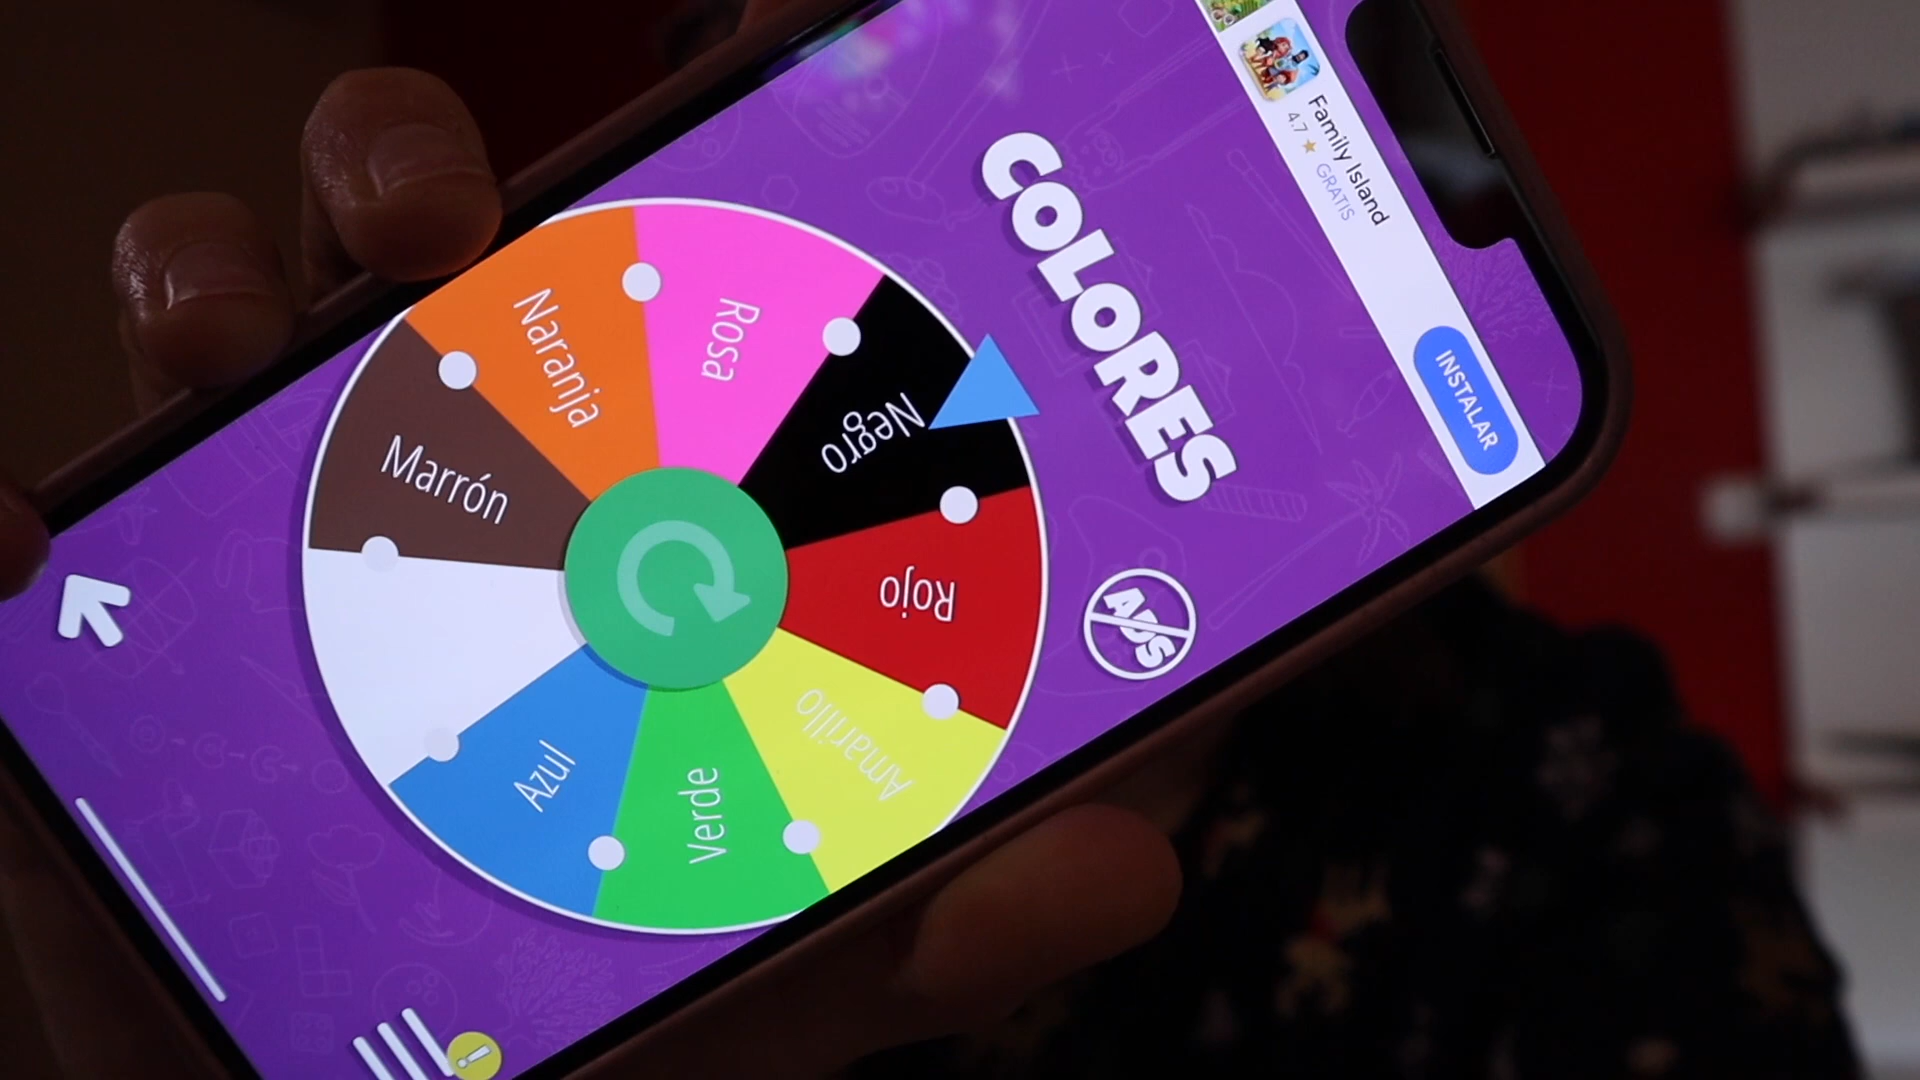 Family Island
4.7 ★ GRATIS
INSTALAR
COLORES
ADS
Negro
Rosa
Naranja
Marrón
Azul
Verde
Amarillo
Rojo